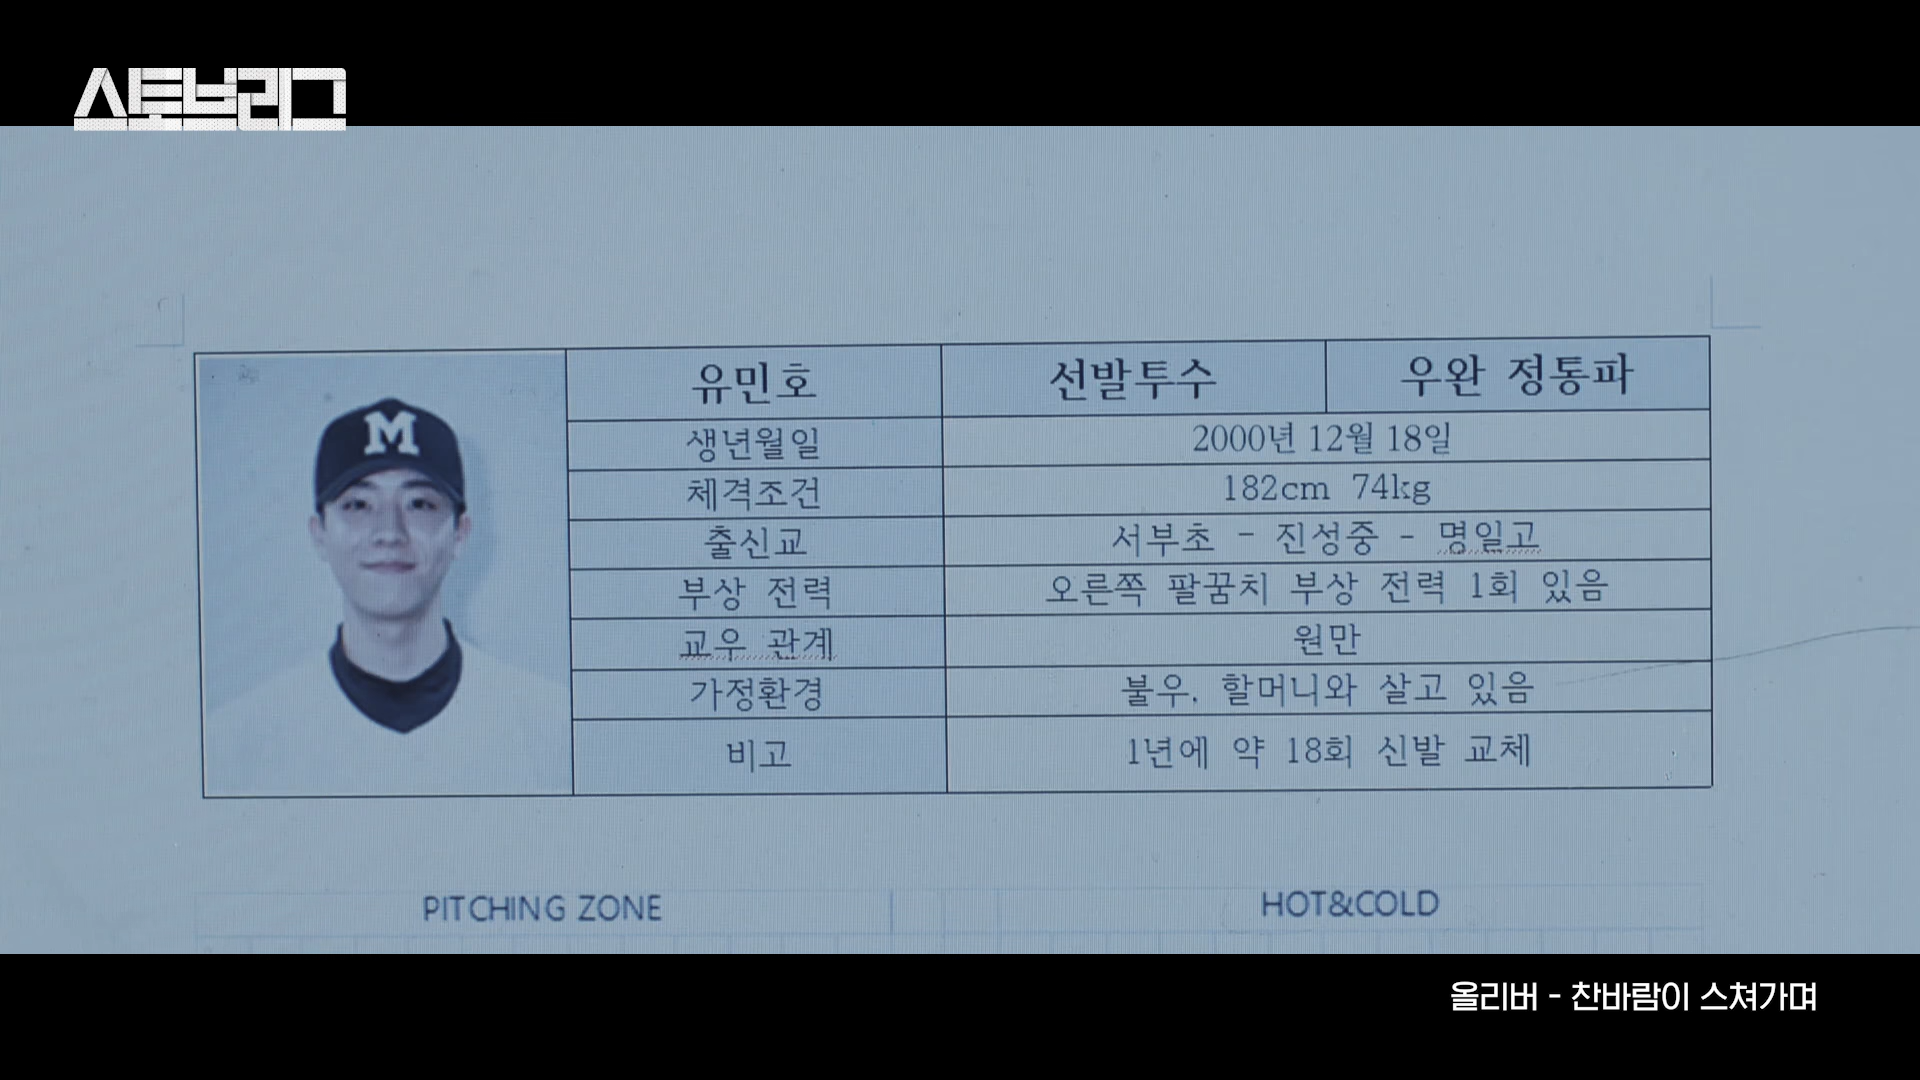 스토브리그
M
유민호 선발투수 우완 정통파
생년월일 2000년 12월 18일
체격조건 182cm 74kg
출신교 서부초 - 진성중 - 명일고
부상 전력 오른쪽 팔꿈치 부상 전력 1회 있음
교우 관계 원만
가정환경 불우. 할머니와 살고 있음
비고 1년에 약 18회 신발 교체
PITCHING ZONE HOT&COLD
올리버 - 찬바람이 스쳐가며